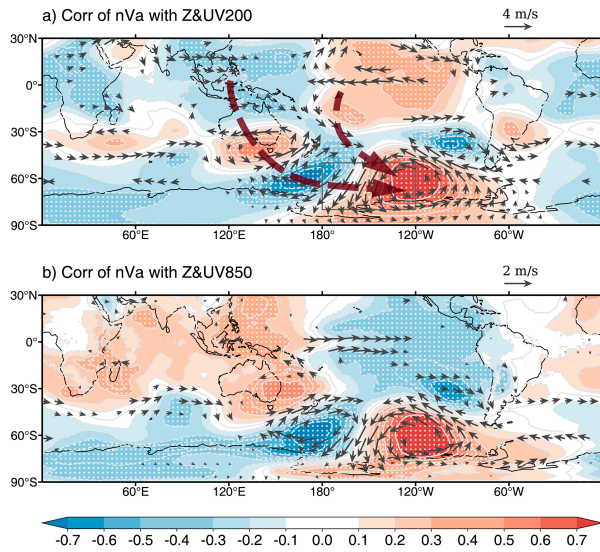 a) Corr of nVa with Z&UV200
4 m/s
30°N
0°
30°S
60°S
90°S
60°E 120°E 180° 120°W 60°W
b) Corr of nVa with Z&UV850
2 m/s
30°N
0°
30°S
60°S
90°S
60°E 120°E 180° 120°W 60°W
-0.7 -0.6 -0.5 -0.4 -0.3 -0.2 -0.1 0.0 0.1 0.2 0.3 0.4 0.5 0.6 0.7